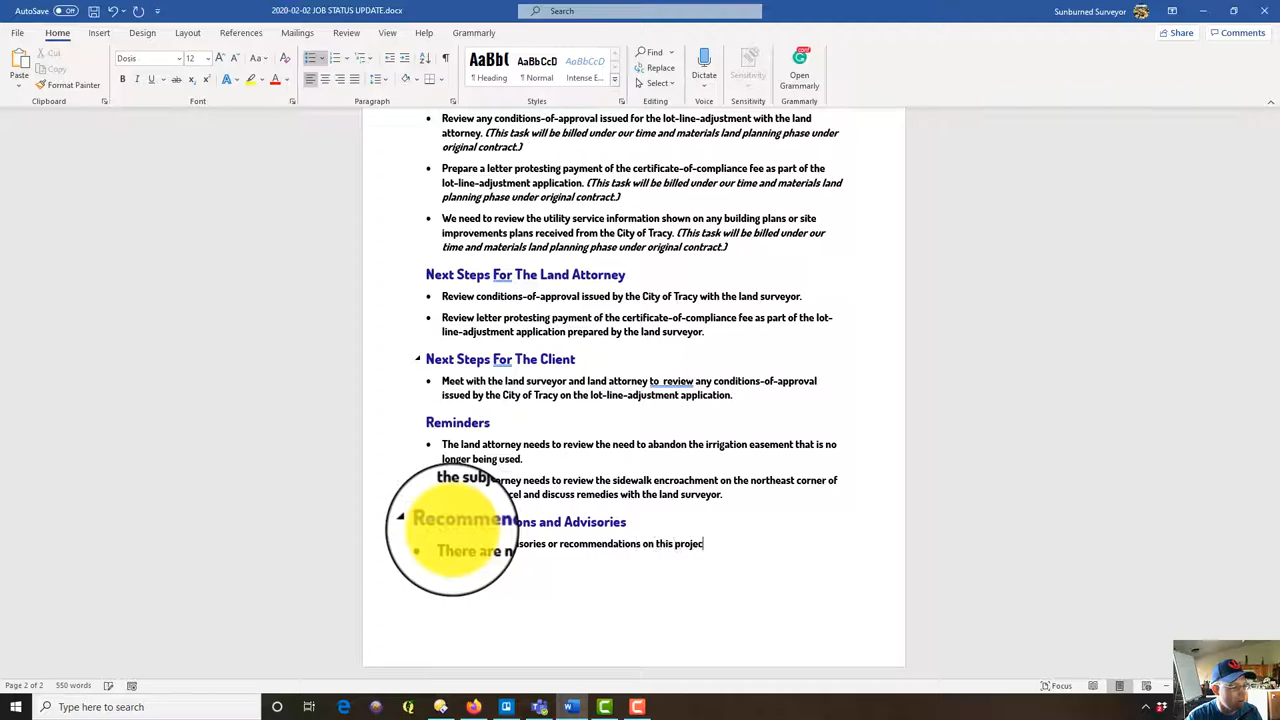 AutoSave Off
2020-02-02 JOB STATUS UPDATE.docx
Search
Sunburned Surveyor
File Home Insert Design Layout References Mailings Review View Help Grammarly
Share Comments
Paste
Cut
Copy
Format Painter
Clipboard
Dosis 12
Font
Paragraph
AaBb( AaBbCcD AaBbCcD
Heading Normal Intense E...
Styles
Find
Replace
Select
Editing
Dictate
Voice
Sensitivity
Sensitivity
Open
Grammarly
Grammarly
• Review any conditions-of-approval issued for the lot-line-adjustment with the land
attorney. (This task will be billed under our time and materials land planning phase under
original contract.)
• Prepare a letter protesting payment of the certificate-of-compliance fee as part of the
lot-line-adjustment application. (This task will be billed under our time and materials land
planning phase under original contract.)
• We need to review the utility service information shown on any building plans or site
improvements plans received from the City of Tracy. (This task will be billed under our
time and materials land planning phase under original contract.)
Next Steps For The Land Attorney
• Review conditions-of-approval issued by the City of Tracy with the land surveyor.
• Review letter protesting payment of the certificate-of-compliance fee as part of the lot-
line-adjustment application prepared by the land surveyor.
Next Steps For The Client
• Meet with the land surveyor and land attorney to review any conditions-of-approval
issued by the City of Tracy on the lot-line-adjustment application.
Reminders
• The land attorney needs to review the need to abandon the irrigation easement that is no
longer being used.
rney needs to review the sidewalk encroachment on the northeast corner of
the subj cel and discuss remedies with the land surveyor.
Recommen ons and Advisories
• There are n sories or recommendations on this projec
Page 2 of 2 550 words
Focus
Type here to search